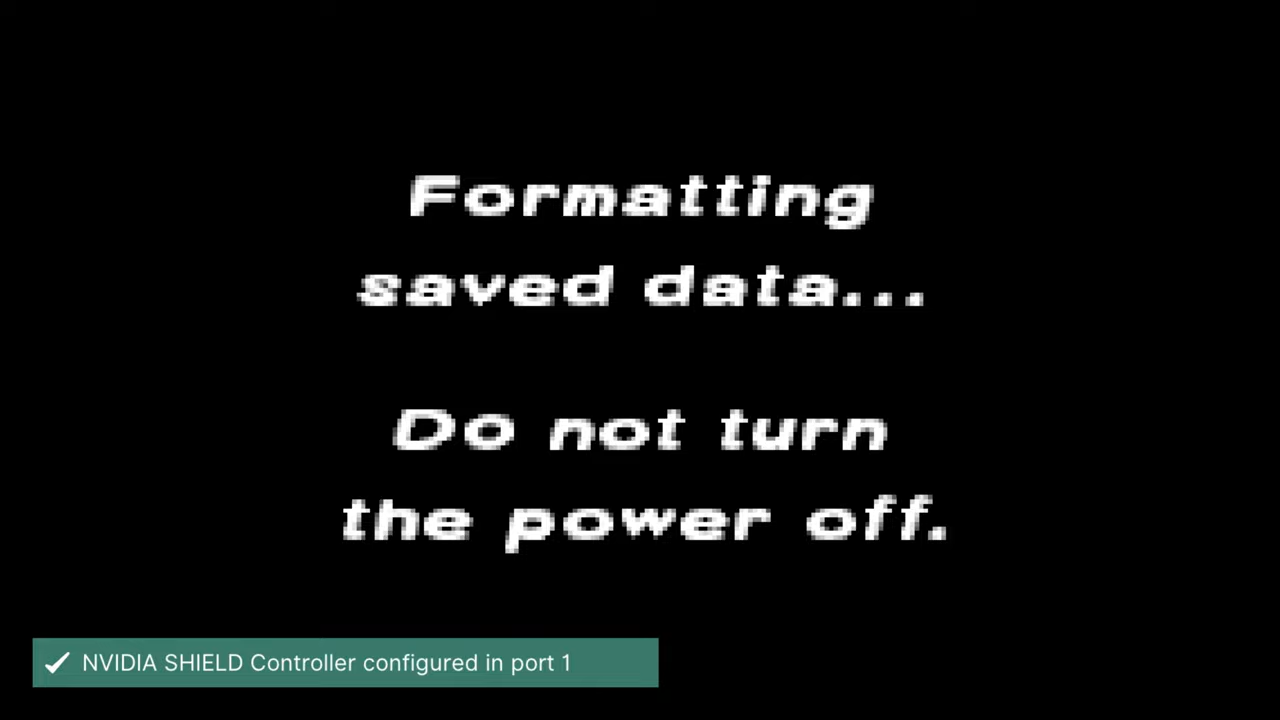 Formatting
saved data...
Do not turn
the power off.
NVIDIA SHIELD Controller configured in port 1